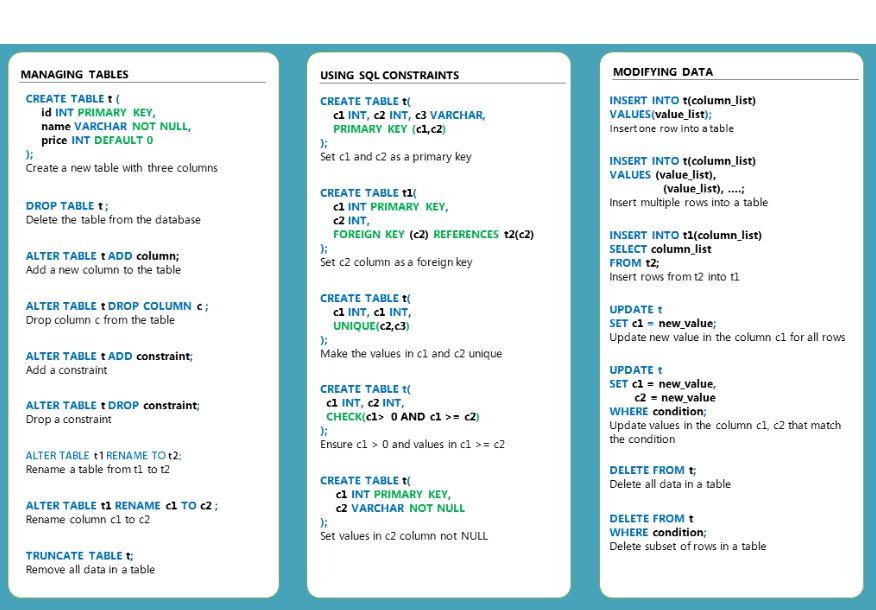 MANAGING TABLES
CREATE TABLE t (
id INT PRIMARY KEY,
name VARCHAR NOT NULL,
price INT DEFAULT 0
);
Create a new table with three columns
DROP TABLE t ;
Delete the table from the database
ALTER TABLE t ADD column;
Add a new column to the table
ALTER TABLE t DROP COLUMN c ;
Drop column c from the table
ALTER TABLE t ADD constraint;
Add a constraint
ALTER TABLE t DROP constraint;
Drop a constraint
ALTER TABLE t1 RENAME TO t2;
Rename a table from t1 to t2
ALTER TABLE t1 RENAME c1 TO c2 ;
Rename column c1 to c2
TRUNCATE TABLE t;
Remove all data in a table
USING SQL CONSTRAINTS
CREATE TABLE t(
c1 INT, c2 INT, c3 VARCHAR,
PRIMARY KEY (c1,c2)
);
Set c1 and c2 as a primary key
CREATE TABLE t1(
c1 INT PRIMARY KEY,
c2 INT,
FOREIGN KEY (c2) REFERENCES t2(c2)
);
Set c2 column as a foreign key
CREATE TABLE t(
c1 INT, c1 INT,
UNIQUE(c2,c3)
);
Make the values in c1 and c2 unique
CREATE TABLE t(
c1 INT, c2 INT,
CHECK(c1> 0 AND c1 >= c2)
);
Ensure c1 > 0 and values in c1 >= c2
CREATE TABLE t(
c1 INT PRIMARY KEY,
c2 VARCHAR NOT NULL
);
Set values in c2 column not NULL
MODIFYING DATA
INSERT INTO t(column_list)
VALUES(value_list);
Insert one row into a table
INSERT INTO t(column_list)
VALUES (value_list),
(value_list), ....;
Insert multiple rows into a table
INSERT INTO t1(column_list)
SELECT column_list
FROM t2;
Insert rows from t2 into t1
UPDATE t
SET c1 = new_value;
Update new value in the column c1 for all rows
UPDATE t
SET c1 = new_value,
c2 = new_value
WHERE condition;
Update values in the column c1, c2 that match
the condition
DELETE FROM t;
Delete all data in a table
DELETE FROM t
WHERE condition;
Delete subset of rows in a table